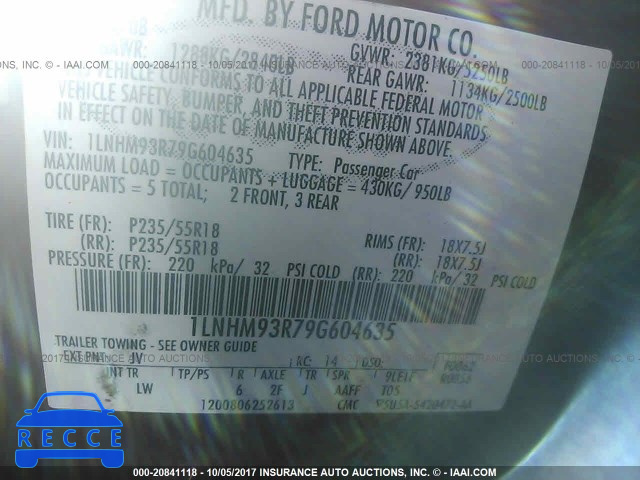 000-20841118 - 10/05/2017 INSURANCE AUTO AUCTIONS. - © IAAI.COM
MFD. BY FORD MOTOR CO.
GAWR: 1288KG/2840LB GVWR: 2381KG/5250LB
REAR GAWR: 1134KG/2500LB
VEHICLE CONFORMS TO ALL APPLICABLE FEDERAL MOTOR
VEHICLE SAFETY, BUMPER, AND THEFT PREVENTION STANDARDS
IN EFFECT ON THE DATE OF MANUFACTURE SHOWN ABOVE.
VIN: 1LNHM93R79G604635 TYPE: Passenger Car
MAXIMUM LOAD = OCCUPANTS + LUGGAGE = 430KG/ 950LB
OCCUPANTS = 5 TOTAL; 2 FRONT, 3 REAR
TIRE (FR): P235/55R18 RIMS (FR): 18X7.5J
(RR): P235/55R18 (RR): 18X7.5J
PRESSURE (FR): 220 kPa/ 32 PSI COLD (RR): 220 kPa/ 32 PSI COLD
1LNHM93R79G604635
TRAILER TOWING - SEE OWNER GUIDE
EXT PNT: JV RC: 14 DSO:
INT TR TP/PS R AXLE TR SPR
LW 6 2F J AAFF
1200806252613 CMC
RECCE
000-20841118 - 10/05/2017 INSURANCE AUTO AUCTIONS. - © IAAI.COM